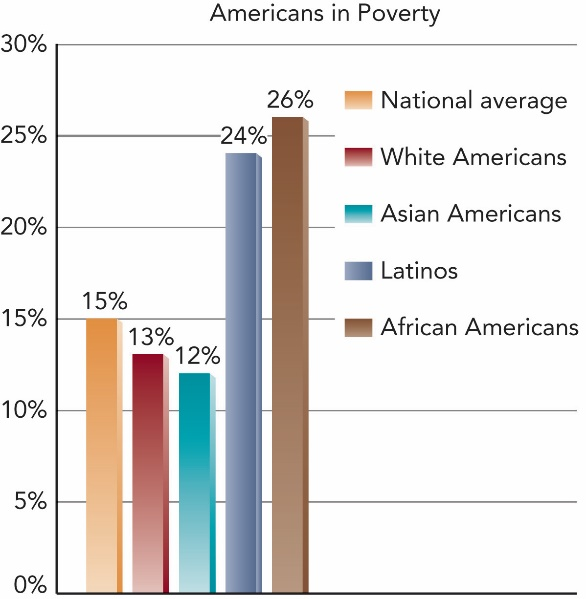 Americans in Poverty
30%
25%
20%
15%
10%
5%
0%
15%
13%
12%
24%
26%
National average
White Americans
Asian Americans
Latinos
African Americans